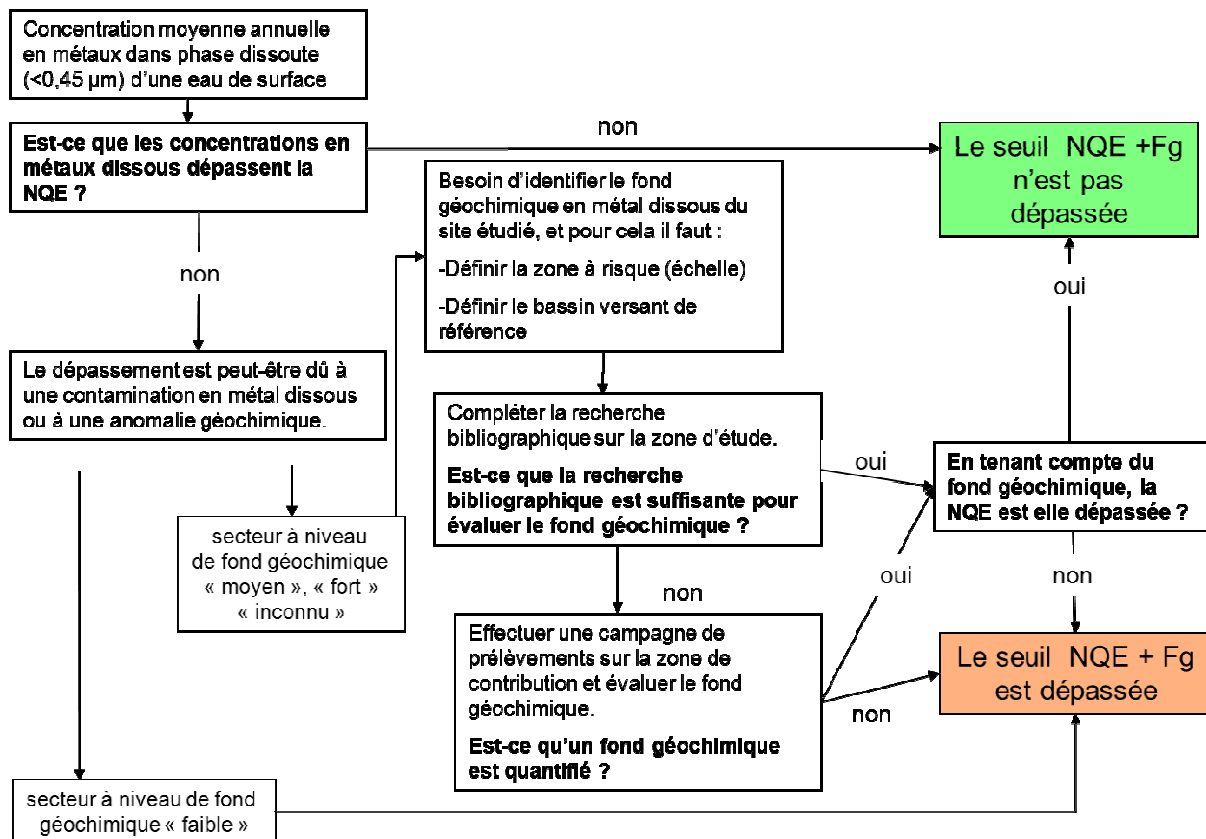 Concentration moyenne annuelle
en métaux dans phase dissoute
(<0,45 µm) d'une eau de surface
Est-ce que les concentrations en
métaux dissous dépassent la
NQE ?
non
Le seuil NQE +Fg
n'est pas
dépassée
non
Besoin d'identifier le fond
géochimique en métal dissous du
site étudié, et pour cela il faut :
-Définir la zone à risque (échelle)
-Définir le bassin versant de
référence
oui
Le dépassement est peut-être dû à
une contamination en métal dissous
ou à une anomalie géochimique.
Compléter la recherche
bibliographique sur la zone d'étude.
Est-ce que la recherche
bibliographique est suffisante pour
évaluer le fond géochimique ?
oui
En tenant compte du
fond géochimique, la
NQE est elle dépassée ?
secteur à niveau
de fond géochimique
« moyen », « fort »
« inconnu »
non
oui
non
Effectuer une campagne de
prélèvements sur la zone de
contribution et évaluer le fond
géochimique.
Est-ce qu'un fond géochimique
est quantifié ?
non
Le seuil NQE + Fg
est dépassée
secteur à niveau de fond
géochimique « faible »